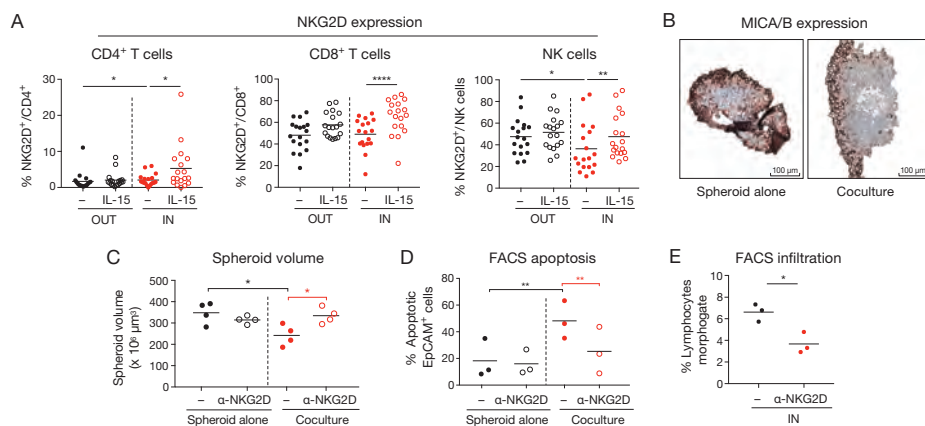 A
NKG2D expression
CD4⁺ T cells
CD8⁺ T cells
NK cells
% NKG2D⁺/CD4⁺
30
20
10
0
*
*
–
IL-15
–
IL-15
OUT
IN
% NKG2D⁺/CD8⁺
100
80
60
40
20
0
****
–
IL-15
–
IL-15
OUT
IN
% NKG2D⁺/NK cells
100
80
60
40
20
0
*
**
–
IL-15
–
IL-15
OUT
IN
B
MICA/B expression
100 µm
100 µm
Spheroid alone
Coculture
C
Spheroid volume
Spheroid volume
(x 10⁶ µm³)
500
400
300
200
100
0
*
*
–
α-NKG2D
–
α-NKG2D
Spheroid alone
Coculture
D
FACS apoptosis
% Apoptotic
EpCAM⁺ cells
80
60
40
20
0
**
**
–
α-NKG2D
–
α-NKG2D
Spheroid alone
Coculture
E
FACS infiltration
% Lymphocytes
morphogate
10
8
6
4
2
0
*
–
α-NKG2D
IN